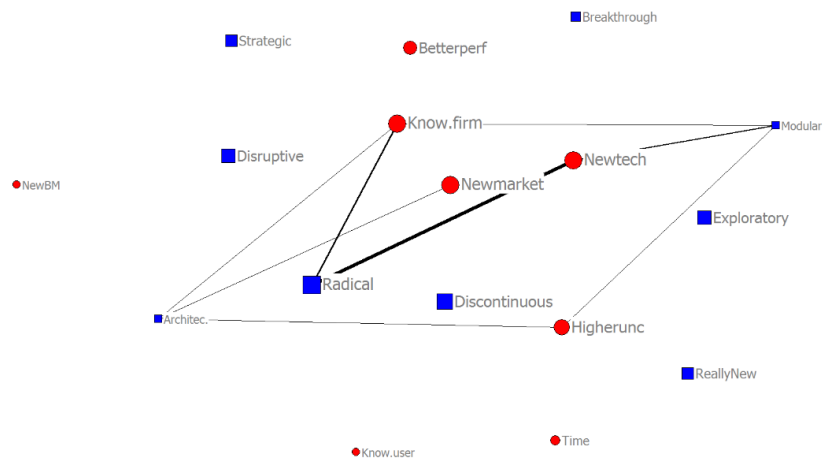 Breakthrough
Strategic
Betterperf
Know.firm
Modular
Disruptive
Newtech
NewBM
Newmarket
Exploratory
Radical
Discontinuous
Architec.
Higherunc
ReallyNew
Time
Know.user